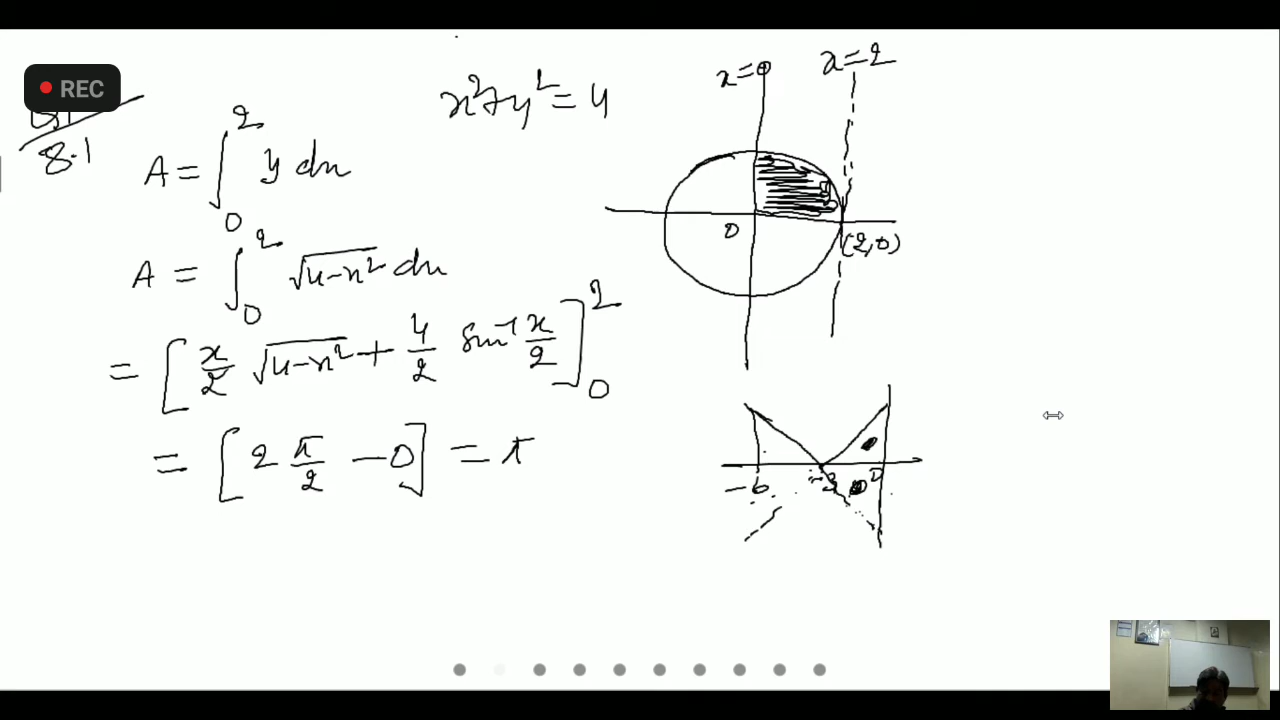 REC
8.1
x² + y² = 4
A = ∫₀² y dx
A = ∫₀² √(4-x²) dx
= [x/2 √(4-x²) + 4/2 sin⁻¹ x/2]₀²
= [2 π/2 - 0] = π
x=0
x=2
0
(2,0)
-6
-3
0